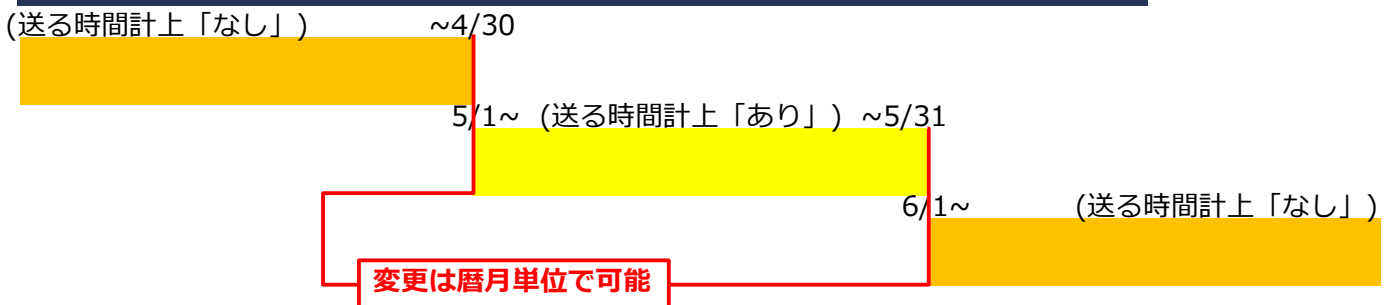 (送る時間計上「なし」) ~4/30
5/1~ (送る時間計上「あり」) ~5/31
6/1~ (送る時間計上「なし」)
変更は暦月単位で可能